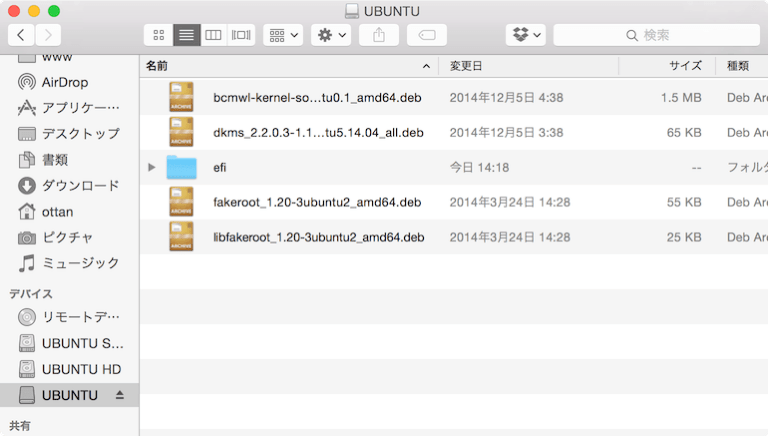 UBUNTU
検索
www
AirDrop
アプリケー…
デスクトップ
書類
ダウンロード
ottan
ピクチャ
ミュージック
デバイス
リモートデ…
UBUNTU S…
UBUNTU HD
UBUNTU
共有
名前 変更日 サイズ 種類
bcmwl-kernel-so…tu0.1_amd64.deb 2014年12月5日 4:38 1.5 MB Deb Arc
dkms_2.2.0.3-1.1…tu5.14.04_all.deb 2014年12月5日 3:38 65 KB Deb Arc
efi 今日 14:18 -- フォルダ
fakeroot_1.20-3ubuntu2_amd64.deb 2014年3月24日 14:28 55 KB Deb Arc
libfakeroot_1.20-3ubuntu2_amd64.deb 2014年3月24日 14:28 25 KB Deb Arc